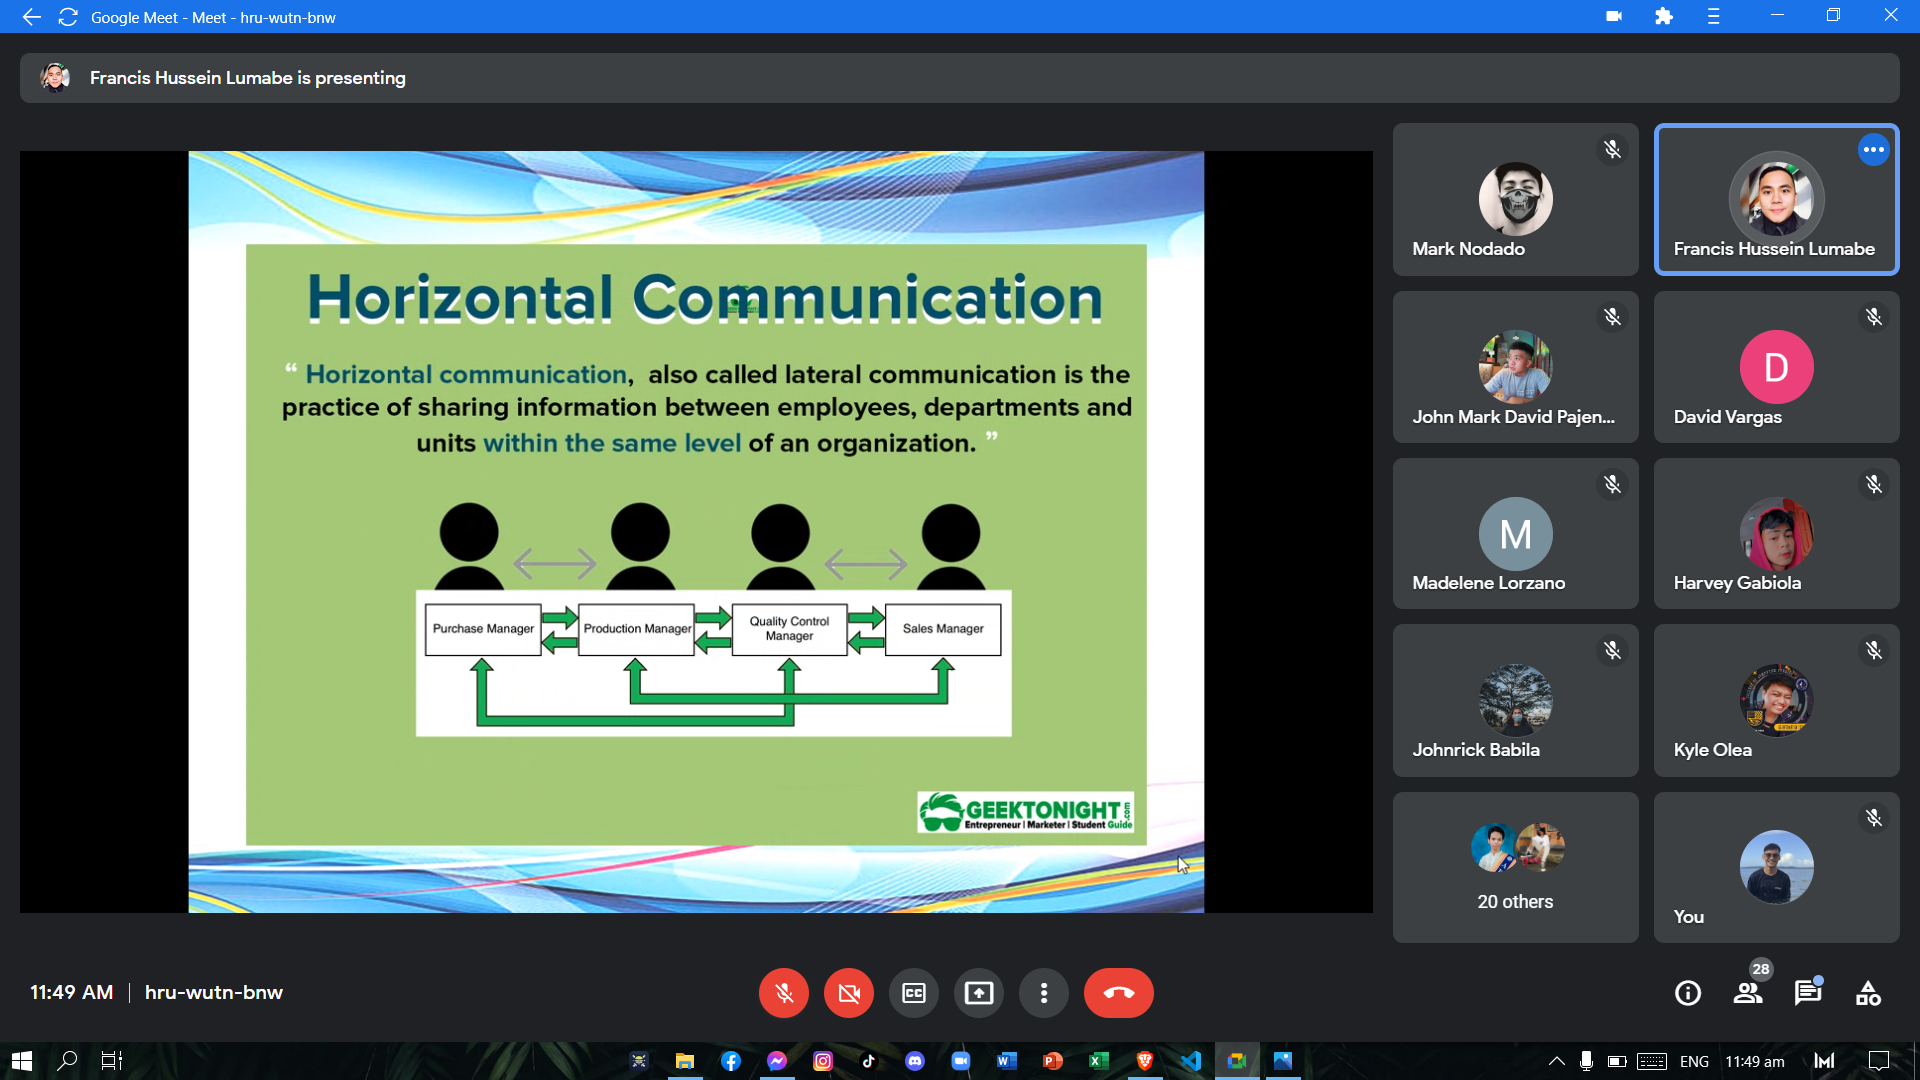 Google Meet - Meet - hru-wutn-bnw
Francis Hussein Lumabe is presenting
Horizontal Communication
“ Horizontal communication, also called lateral communication is the
practice of sharing information between employees, departments and
units within the same level of an organization. ”
Purchase Manager
Production Manager
Quality Control
Manager
Sales Manager
GEEKTONIGHT.com
Entrepreneur | Marketer | Student Guide
Mark Nodado
Francis Hussein Lumabe
John Mark David Pajen...
D
David Vargas
M
Madelene Lorzano
Harvey Gabiola
Johnrick Babila
Kyle Olea
20 others
You
11:49 AM | hru-wutn-bnw
CC
28
ENG
11:49 am